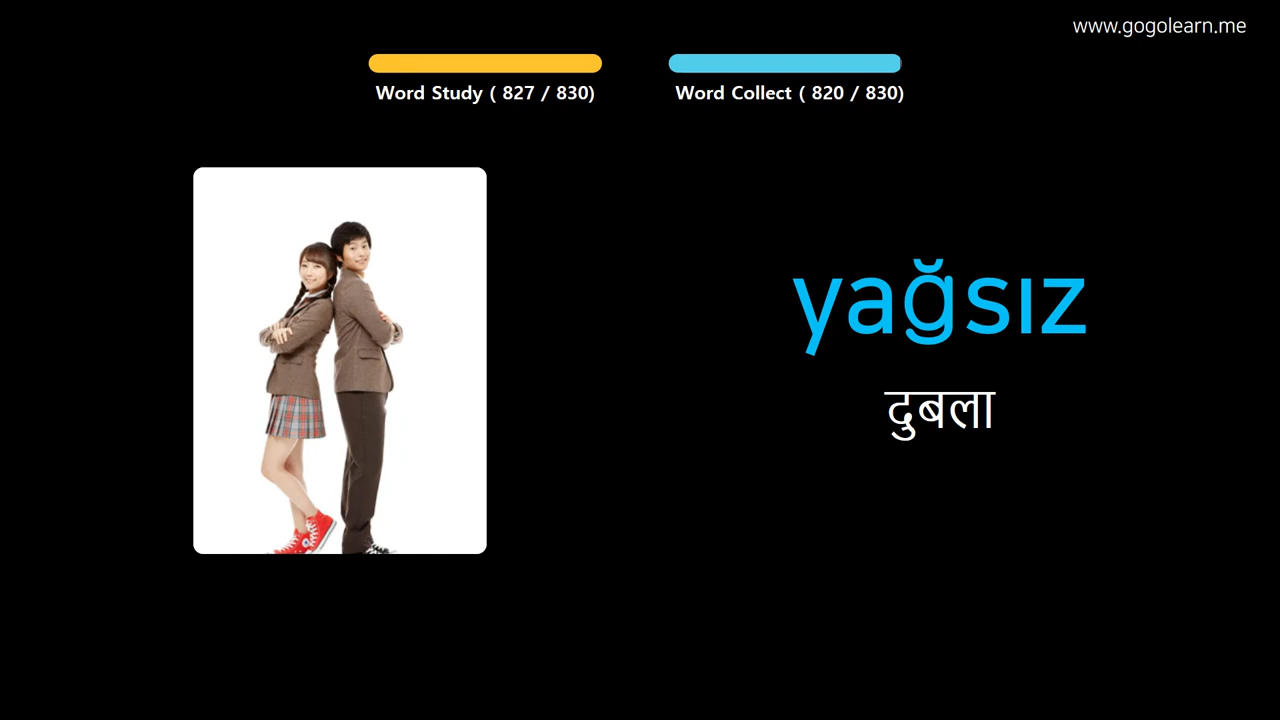 www.gogolearn.me
Word Study ( 827 / 830)
Word Collect ( 820 / 830)
yağsız
दुबला